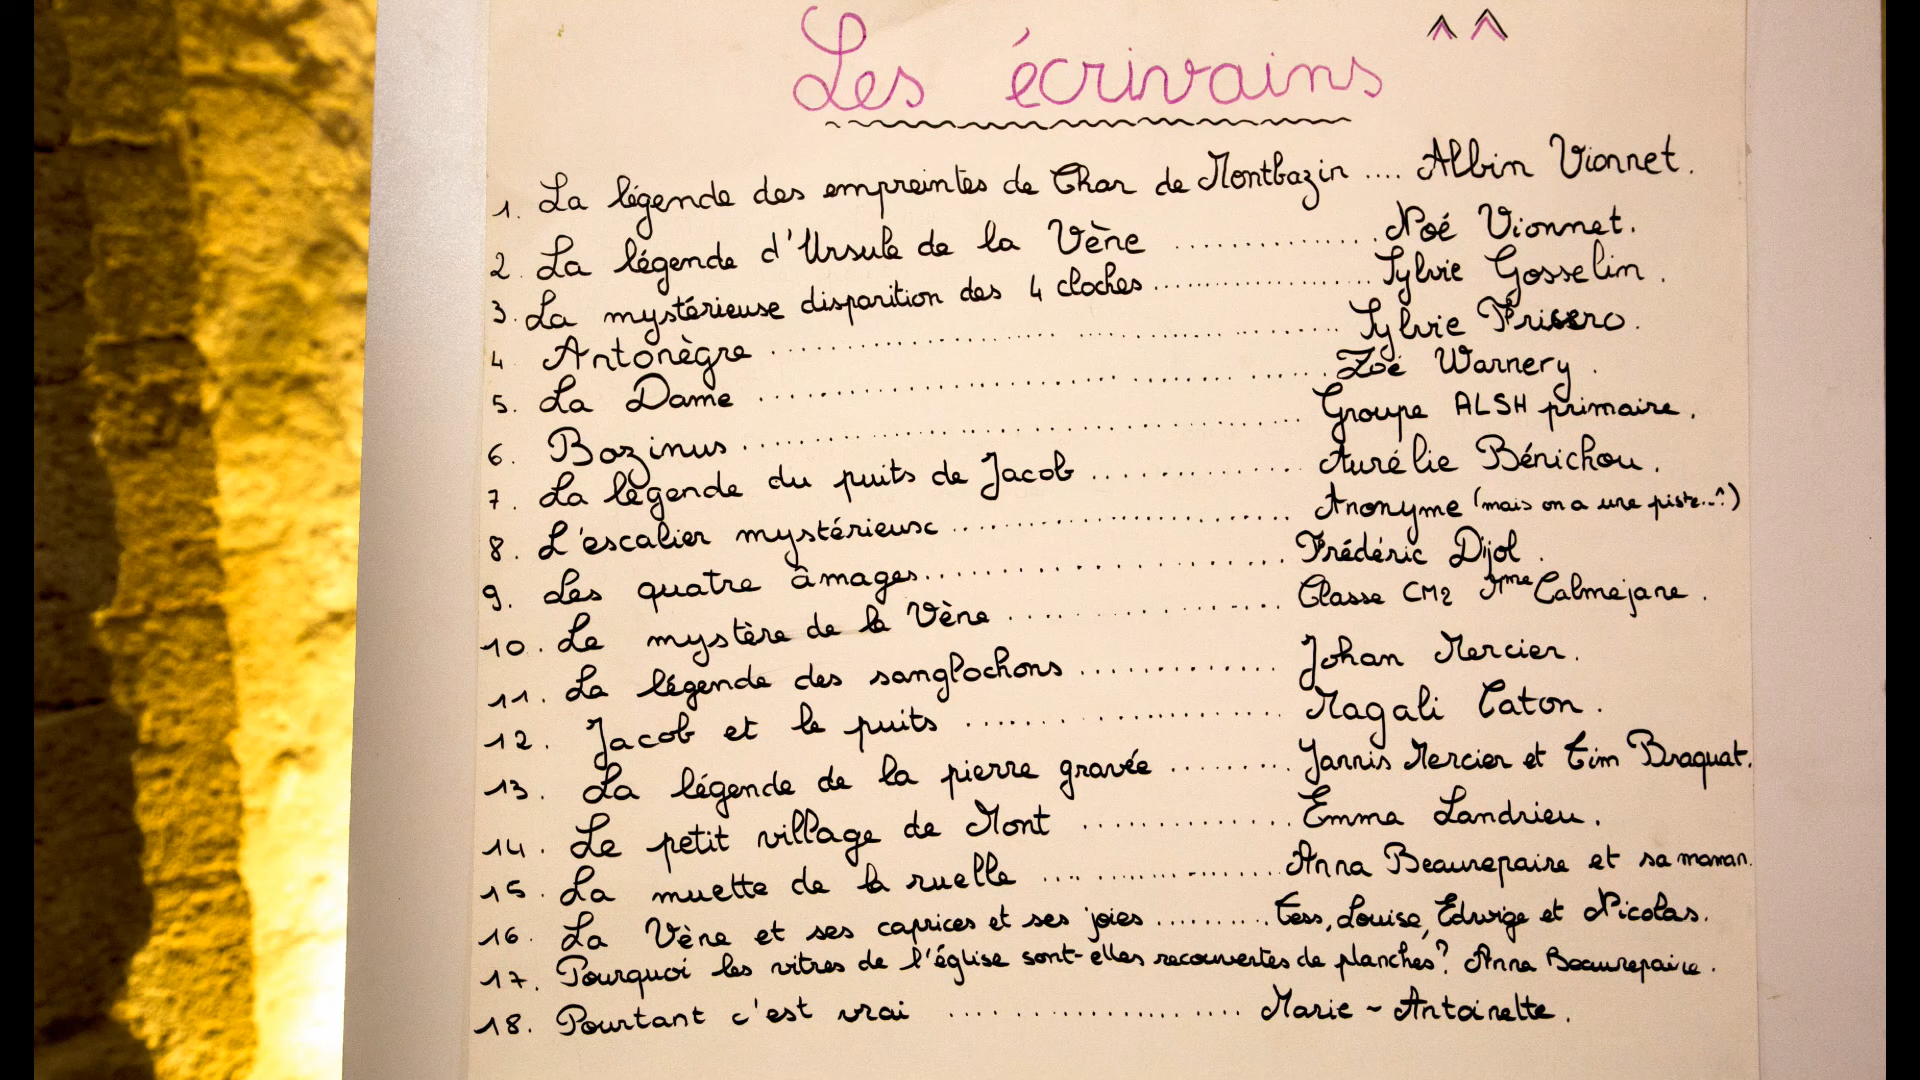 Les écrivains ^^
1. La légende des empreintes de Char de Montbazin .... Albin Vionnet.
2. La légende d'Ursule de la Vène ............... Noé Vionnet.
3. La mystérieuse disparition des 4 cloches ............... Sylvie Gosselin.
4 Antonègre ............... Sylvie Frissero.
5. La Dame ............... Zoé Warnery.
6. Bazinus ............... Groupe ALSH primaire.
7. La légende du puits de Jacob ............... Aurélie Bénichou.
8. L'escalier mystérieuse ............... Anonyme (mais on a une piste...^)
9. Les quatre âmages ............... Frédéric Dijol.
10. Le mystère de la Vène ............... Classe CM2 Mme Calmejane.
11. La légende des sanglochons ............... Johan Mercier.
12. Jacob et le puits ............... Magali Caton.
13. La légende de la pierre gravée ......... Yannis Mercier et Tim Braquat.
14. Le petit village de Mont ............... Emma Landrieu.
15. La muette de la ruelle ............... Anna Beaurepaire et sa maman.
16. La Vène et ses caprices et ses joies ......... Tess, Louise, Edwige et Nicolas.
17. Pourquoi les vitres de l'église sont-elles recouvertes de planches? Anna Beaurepaire.
18. Pourtant c'est vrai ............... Marie-Antoinette.